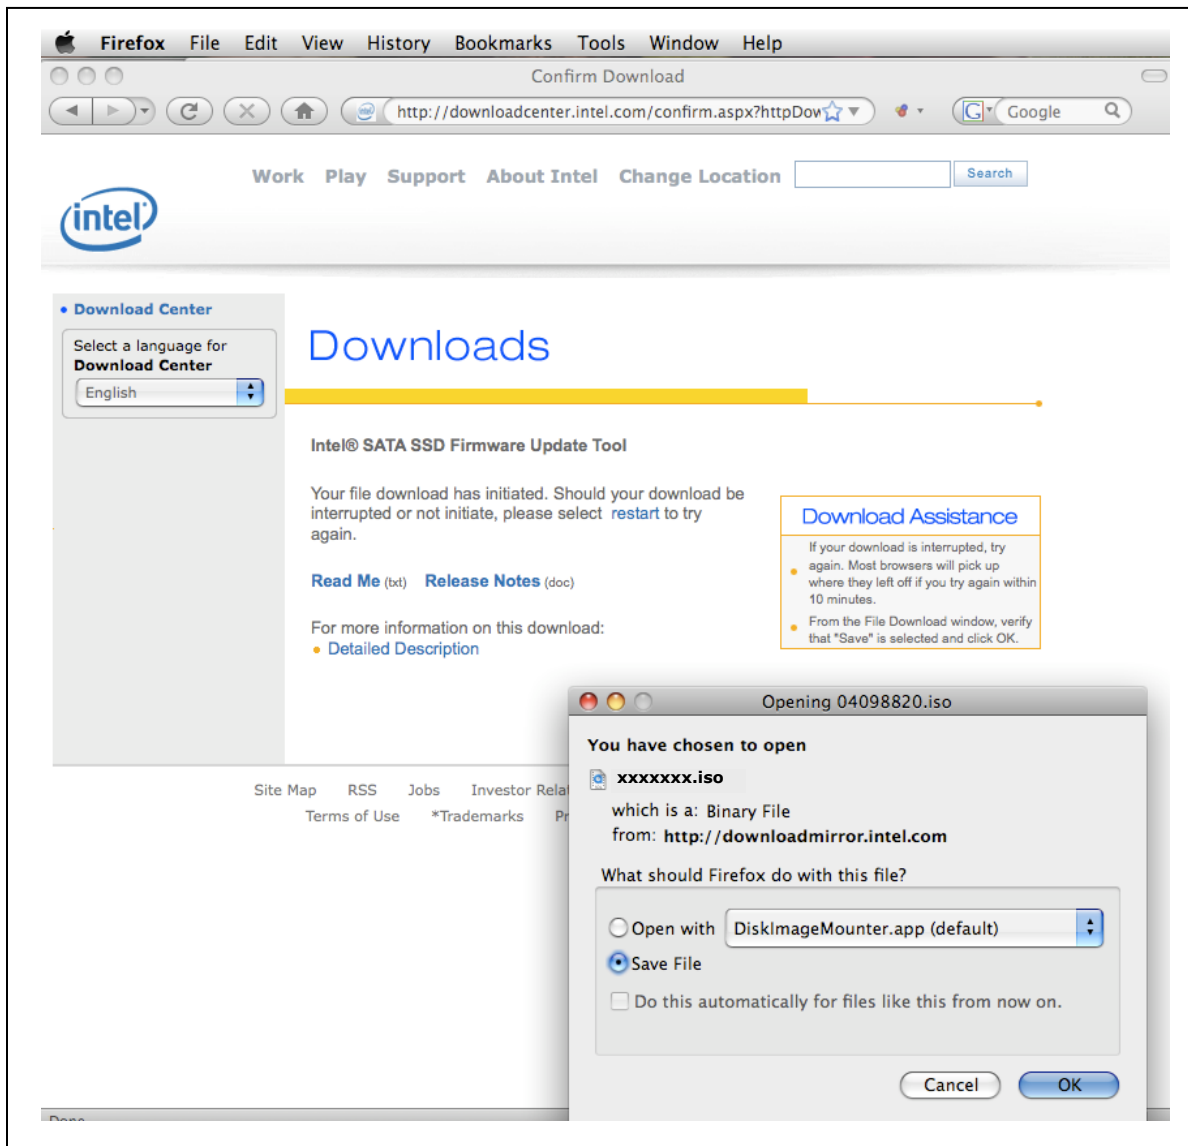 Firefox File Edit View History Bookmarks Tools Window Help
Confirm Download
http://downloadcenter.intel.com/confirm.aspx?httpDow
G Google
Work Play Support About Intel Change Location Search
intel
Download Center
Select a language for
Download Center
English
Downloads
Intel® SATA SSD Firmware Update Tool
Your file download has initiated. Should your download be
interrupted or not initiate, please select restart to try
again.
Read Me (txt) Release Notes (doc)
For more information on this download:
Detailed Description
Download Assistance
If your download is interrupted, try
again. Most browsers will pick up
where they left off if you try again within
10 minutes.
From the File Download window, verify
that "Save" is selected and click OK.
Site Map RSS Jobs Investor Relat
Terms of Use *Trademarks Pr
Opening 04098820.iso
You have chosen to open
xxxxxxx.iso
which is a: Binary File
from: http://downloadmirror.intel.com
What should Firefox do with this file?
Open with DiskImageMounter.app (default)
Save File
Do this automatically for files like this from now on.
Cancel OK
Done